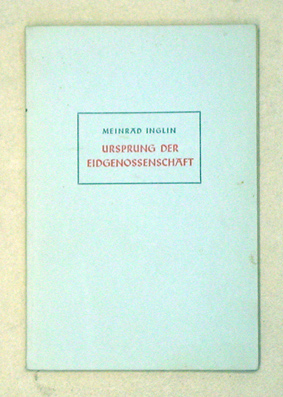 MEINRAD INGLIN
URSPRUNG DER
EIDGENOSSENSCHAFT